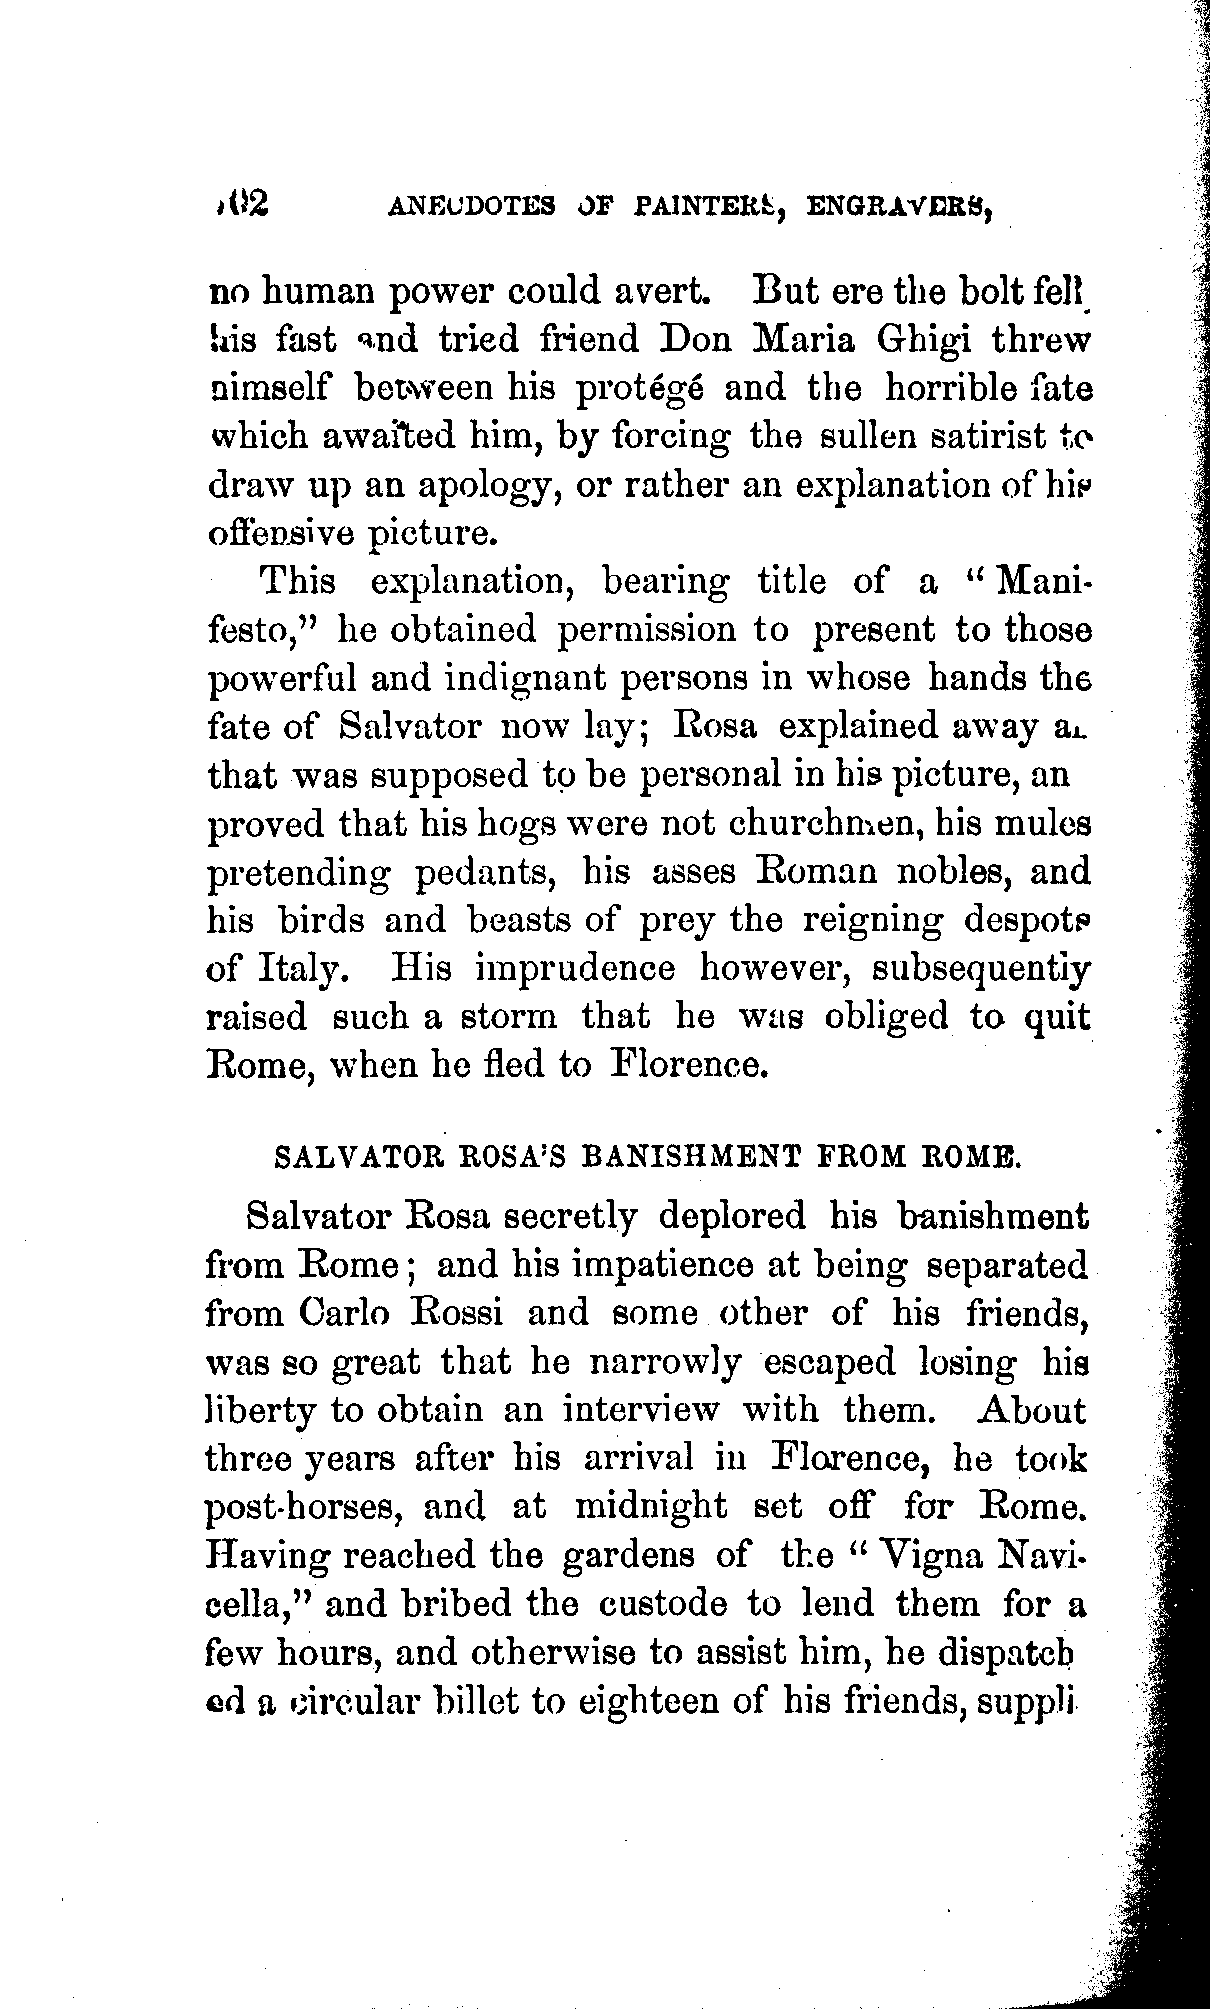 102 ANECDOTES OF PAINTERS, ENGRAVERS,
no human power could avert. But ere the bolt fell
his fast and tried friend Don Maria Ghigi threw
himself between his protégé and the horrible fate
which awaited him, by forcing the sullen satirist to
draw up an apology, or rather an explanation of his
offensive picture.
This explanation, bearing title of a " Mani-
festo," he obtained permission to present to those
powerful and indignant persons in whose hands the
fate of Salvator now lay; Rosa explained away
that was supposed to be personal in his picture, an
proved that his hogs were not churchmen, his mules
pretending pedants, his asses Roman nobles, and
his birds and beasts of prey the reigning despots
of Italy. His imprudence however, subsequently
raised such a storm that he was obliged to quit
Rome, when he fled to Florence.
SALVATOR ROSA'S BANISHMENT FROM ROME.
Salvator Rosa secretly deplored his banishment
from Rome; and his impatience at being separated
from Carlo Rossi and some other of his friends,
was so great that he narrowly escaped losing his
liberty to obtain an interview with them. About
three years after his arrival in Florence, he took
post-horses, and at midnight set off for Rome.
Having reached the gardens of the " Vigna Navi-
cella," and bribed the custode to lend them for a
few hours, and otherwise to assist him, he dispatch
ed a circular billet to eighteen of his friends, suppli